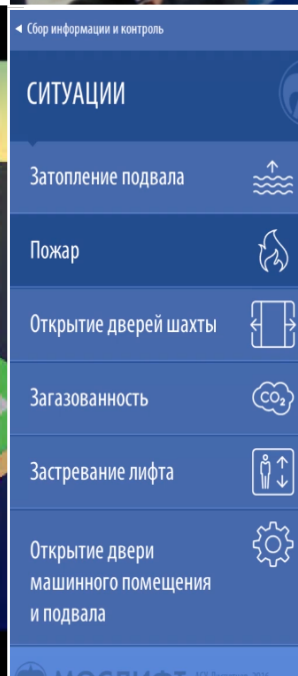 ◄ Сбор информации и контроль
СИТУАЦИИ
Затопление подвала
Пожар
Открытие дверей шахты
Загазованность
CO₂
Застревание лифта
Открытие двери
машинного помещения
и подвала
МОСЛИФТ